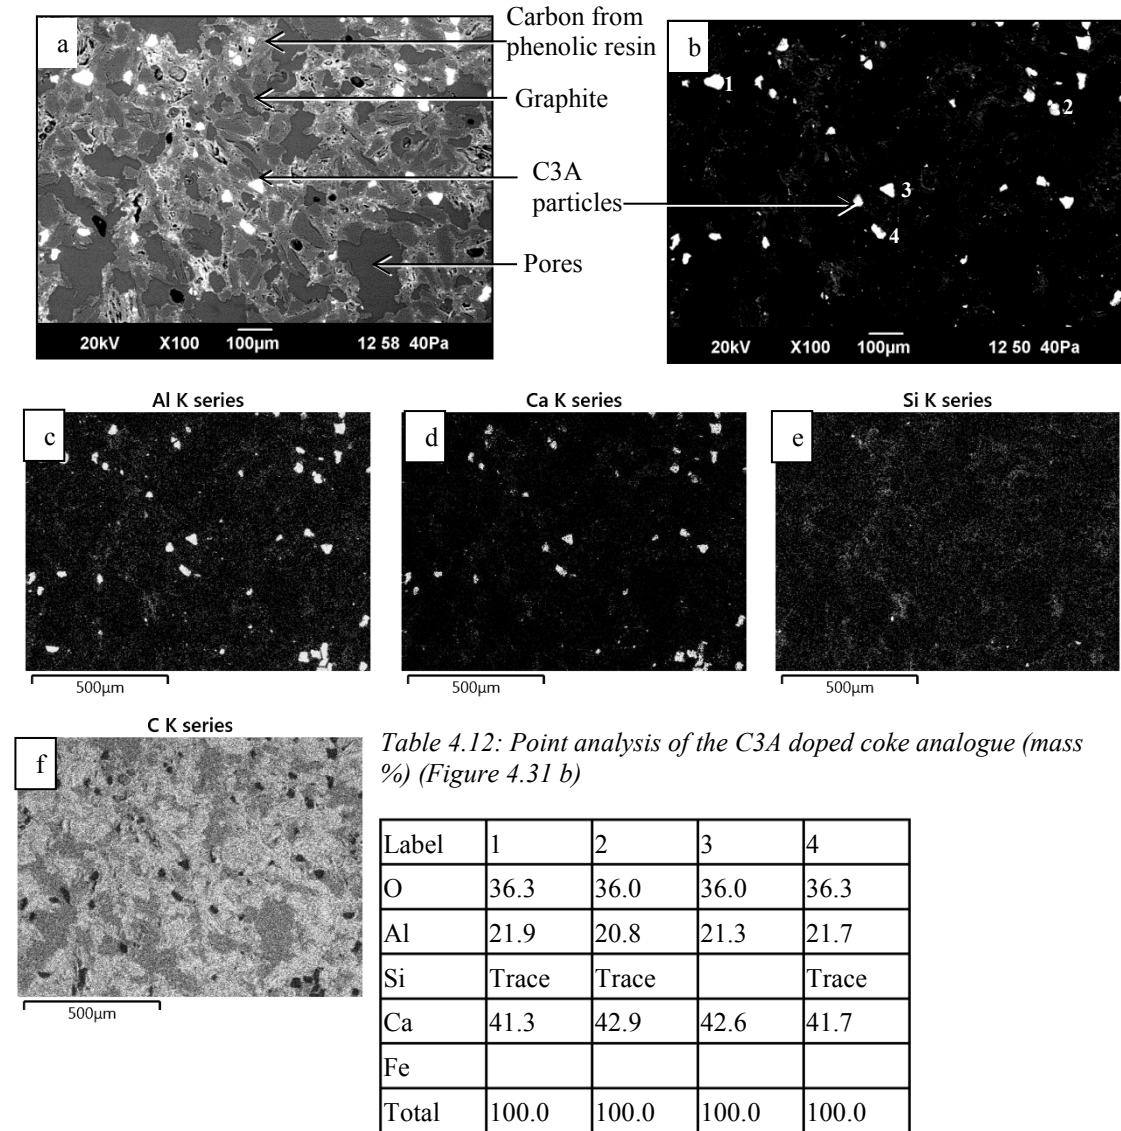 a
Carbon from
phenolic resin
Graphite
C3A
particles
Pores
20kV X100 100µm 12 58 40Pa
b
1
2
3
4
20kV X100 100µm 12 50 40Pa
Al K series
c
500µm
Ca K series
d
500µm
Si K series
e
500µm
C K series
f
500µm
Table 4.12: Point analysis of the C3A doped coke analogue (mass
%) (Figure 4.31 b)
Label 1 2 3 4
O 36.3 36.0 36.0 36.3
Al 21.9 20.8 21.3 21.7
Si Trace Trace Trace
Ca 41.3 42.9 42.6 41.7
Fe
Total 100.0 100.0 100.0 100.0